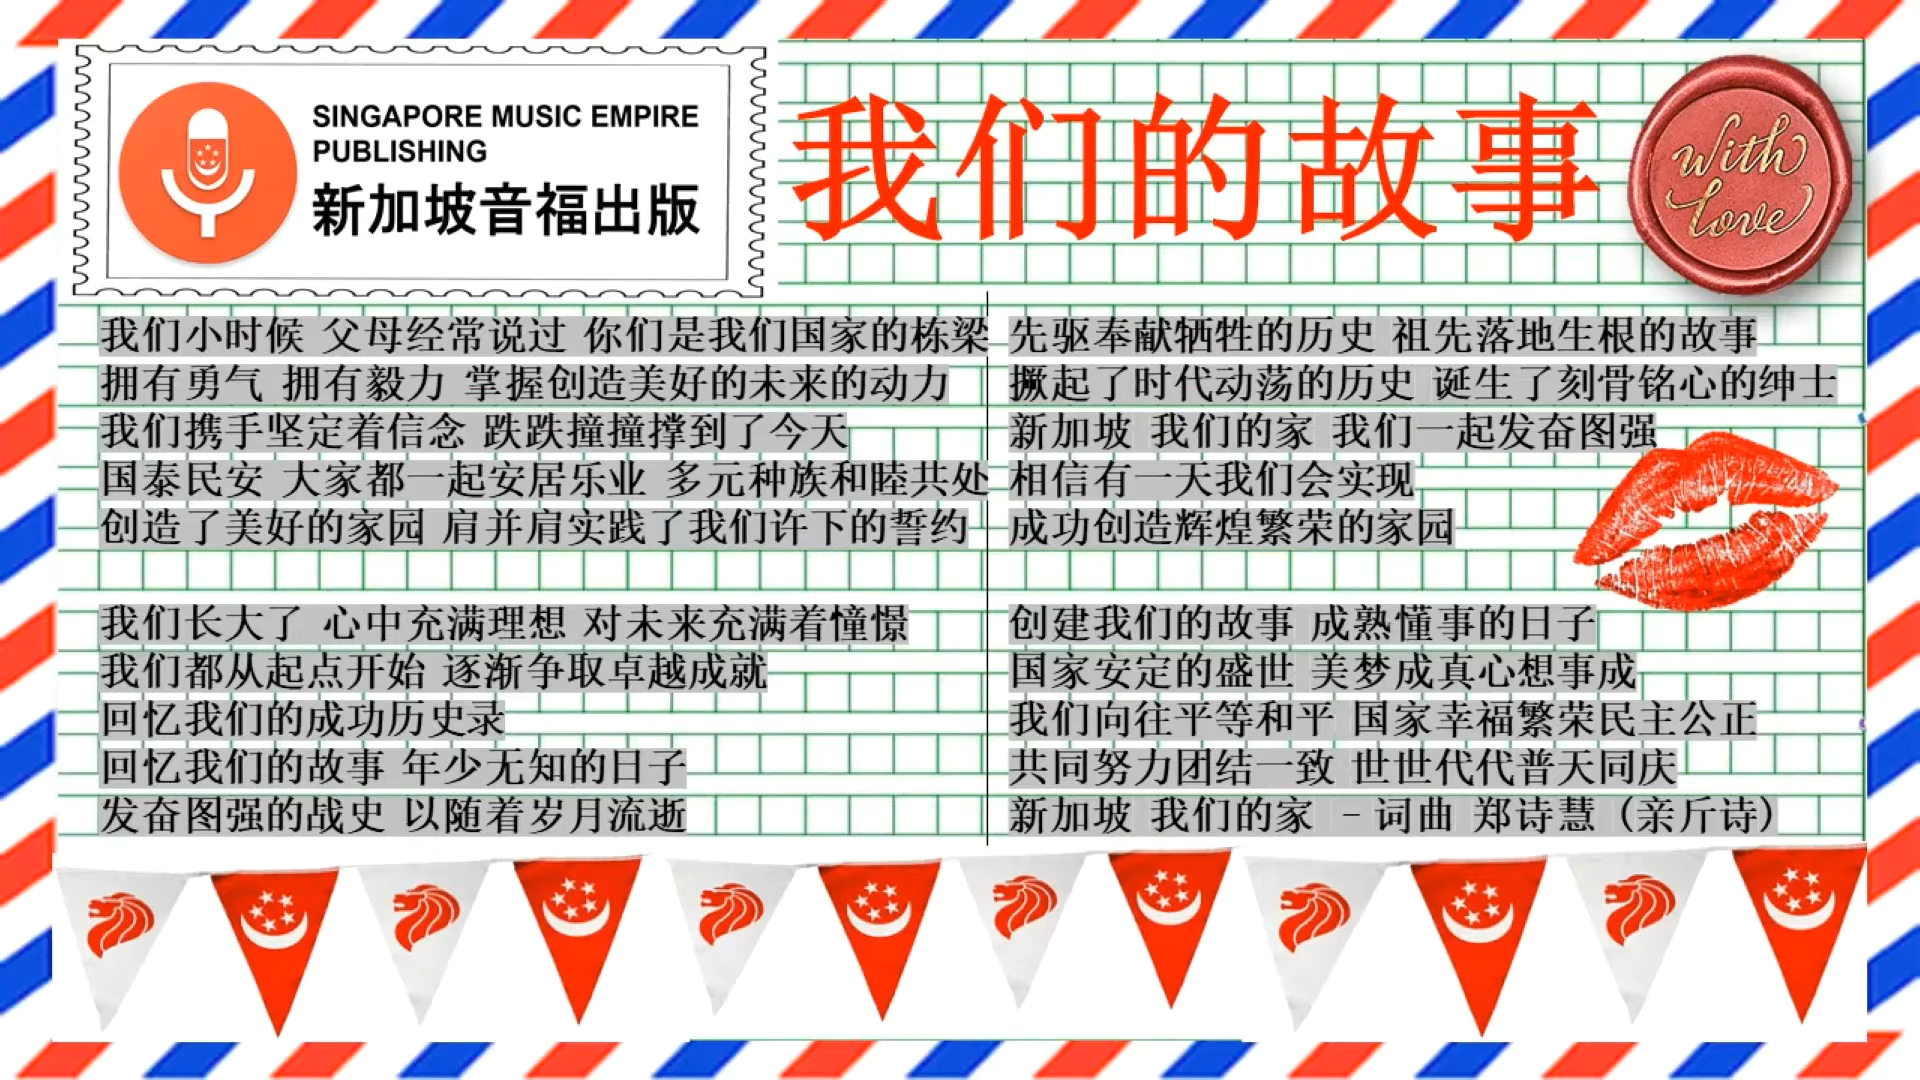 SINGAPORE MUSIC EMPIRE
PUBLISHING
新加坡音福出版
我们的故事
With
Love
我们小时候 父母经常说过 你们是我们国家的栋梁
拥有勇气 拥有毅力 掌握创造美好的未来的动力
我们携手坚定着信念 跌跌撞撞撑到了今天
国泰民安 大家都一起安居乐业 多元种族和睦共处
创造了美好的家园 肩并肩实践了我们许下的誓约
我们长大了 心中充满理想 对未来充满着憧憬
我们都从起点开始 逐渐争取卓越成就
回忆我们的成功历史录
回忆我们的故事 年少无知的日子
发奋图强的战史 以随着岁月流逝
先驱奉献牺牲的历史 祖先落地生根的故事
撅起了时代动荡的历史 诞生了刻骨铭心的绅士
新加坡 我们的家 我们一起发奋图强
相信有一天我们会实现
成功创造辉煌繁荣的家园
创建我们的故事 成熟懂事的日子
国家安定的盛世 美梦成真心想事成
我们向往平等和平 国家幸福繁荣民主公正
共同努力团结一致 世世代代普天同庆
新加坡 我们的家 - 词曲 郑诗慧 (亲斤诗)